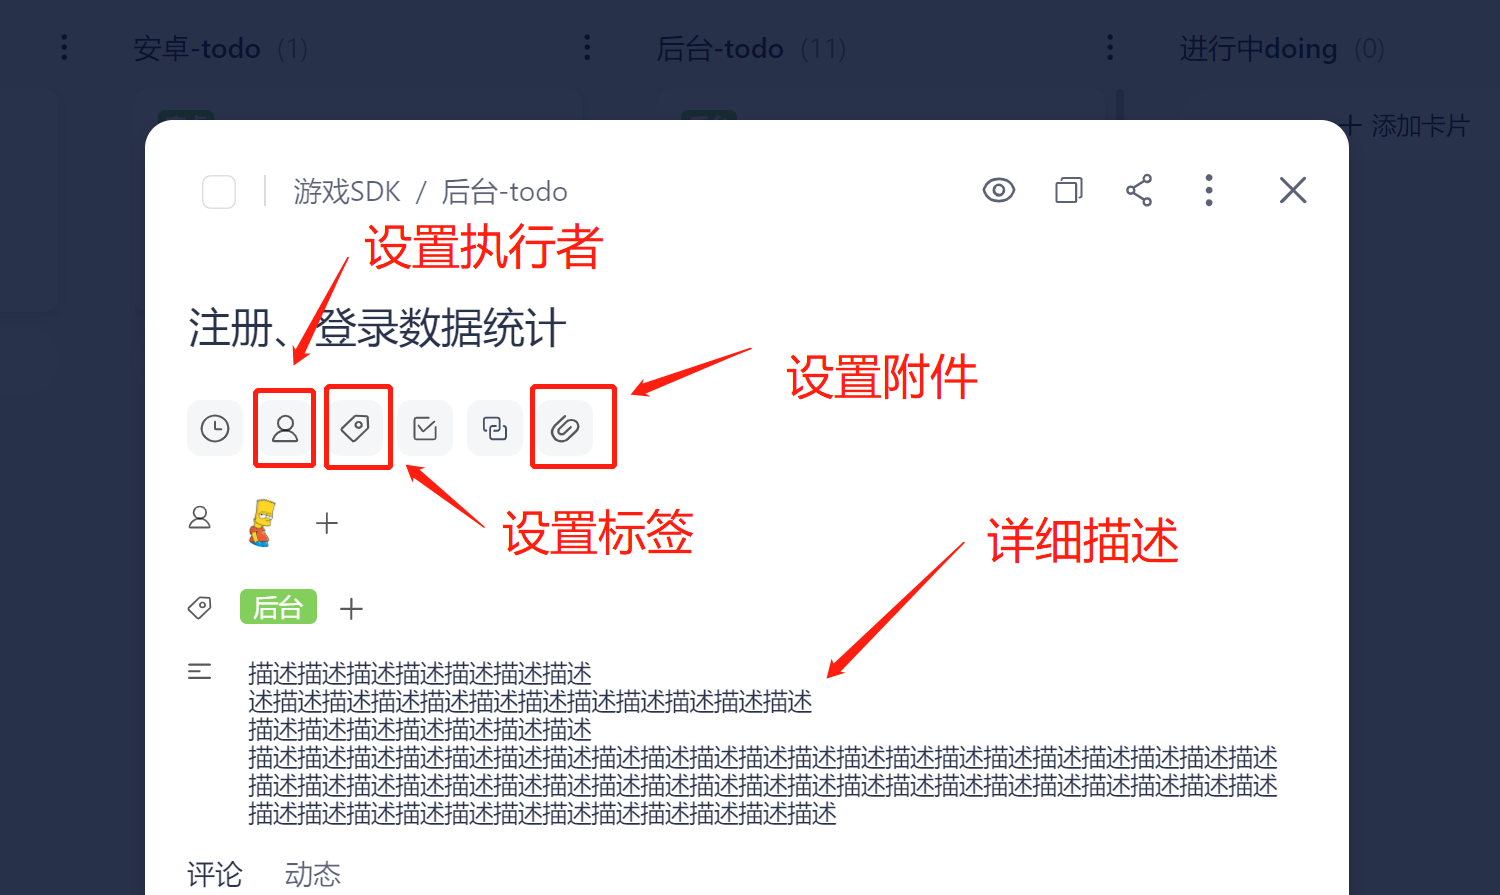 安卓-todo (1)
后台-todo (11)
进行中doing (0)
添加卡片
游戏SDK / 后台-todo
设置执行者
注册、登录数据统计
设置附件
设置标签
详细描述
后台
描述描述描述描述描述描述描述
述描述描述描述描述描述描述描述描述描述描述描述
描述描述描述描述描述描述描述
描述描述描述描述描述描述描述描述描述描述描述描述描述描述描述描述描述描述描述描述描述
描述描述描述描述描述描述描述描述描述描述描述描述描述描述描述描述描述描述描述描述描述
描述描述描述描述描述描述描述描述描述描述描述描述
评论 动态